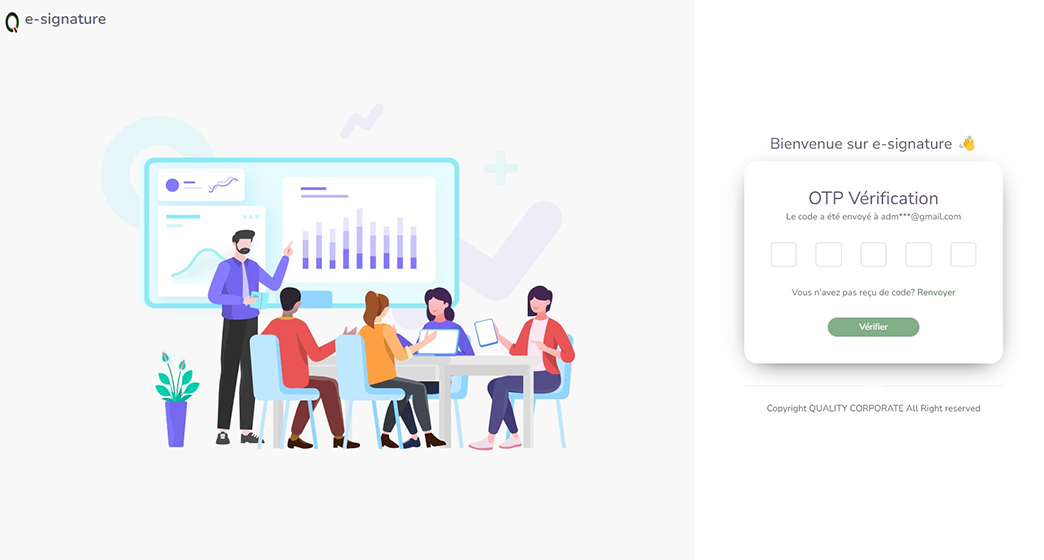 e-signature
Bienvenue sur e-signature
OTP Vérification
Le code a été envoyé à adm***@gmail.com
Vous n'avez pas reçu de code? Renvoyer
Vérifier
Copyright QUALITY CORPORATE All Right reserved